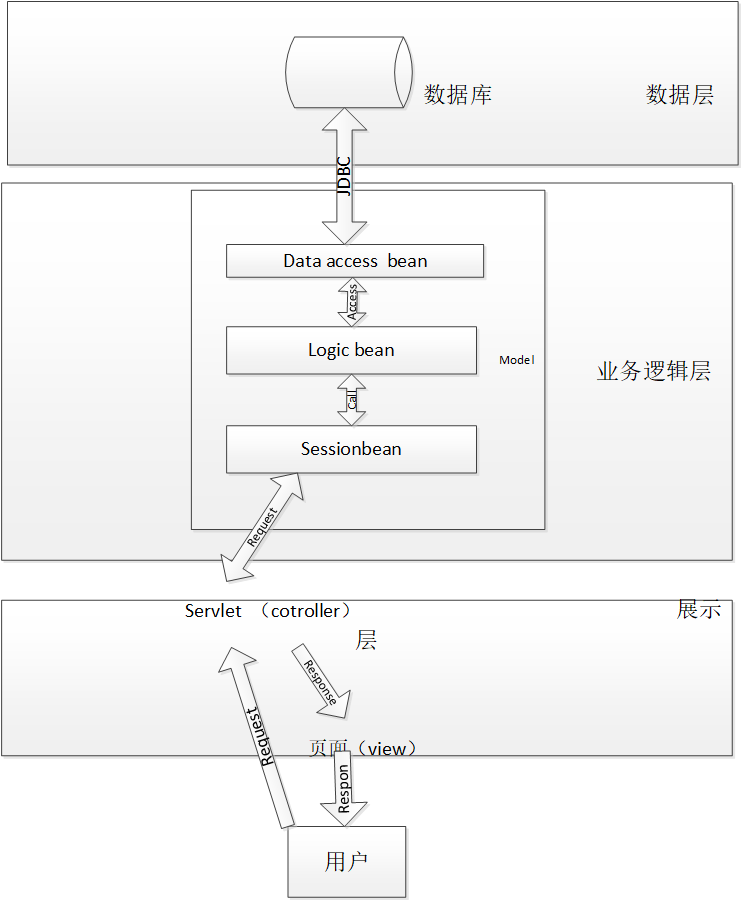 数据库
数据层
JDBC
Data access bean
Access
Logic bean
Model
业务逻辑层
Call
Sessionbean
Request
Servlet （cotroller）
展示
层
Response
Request
页面（view）
Respon
用户